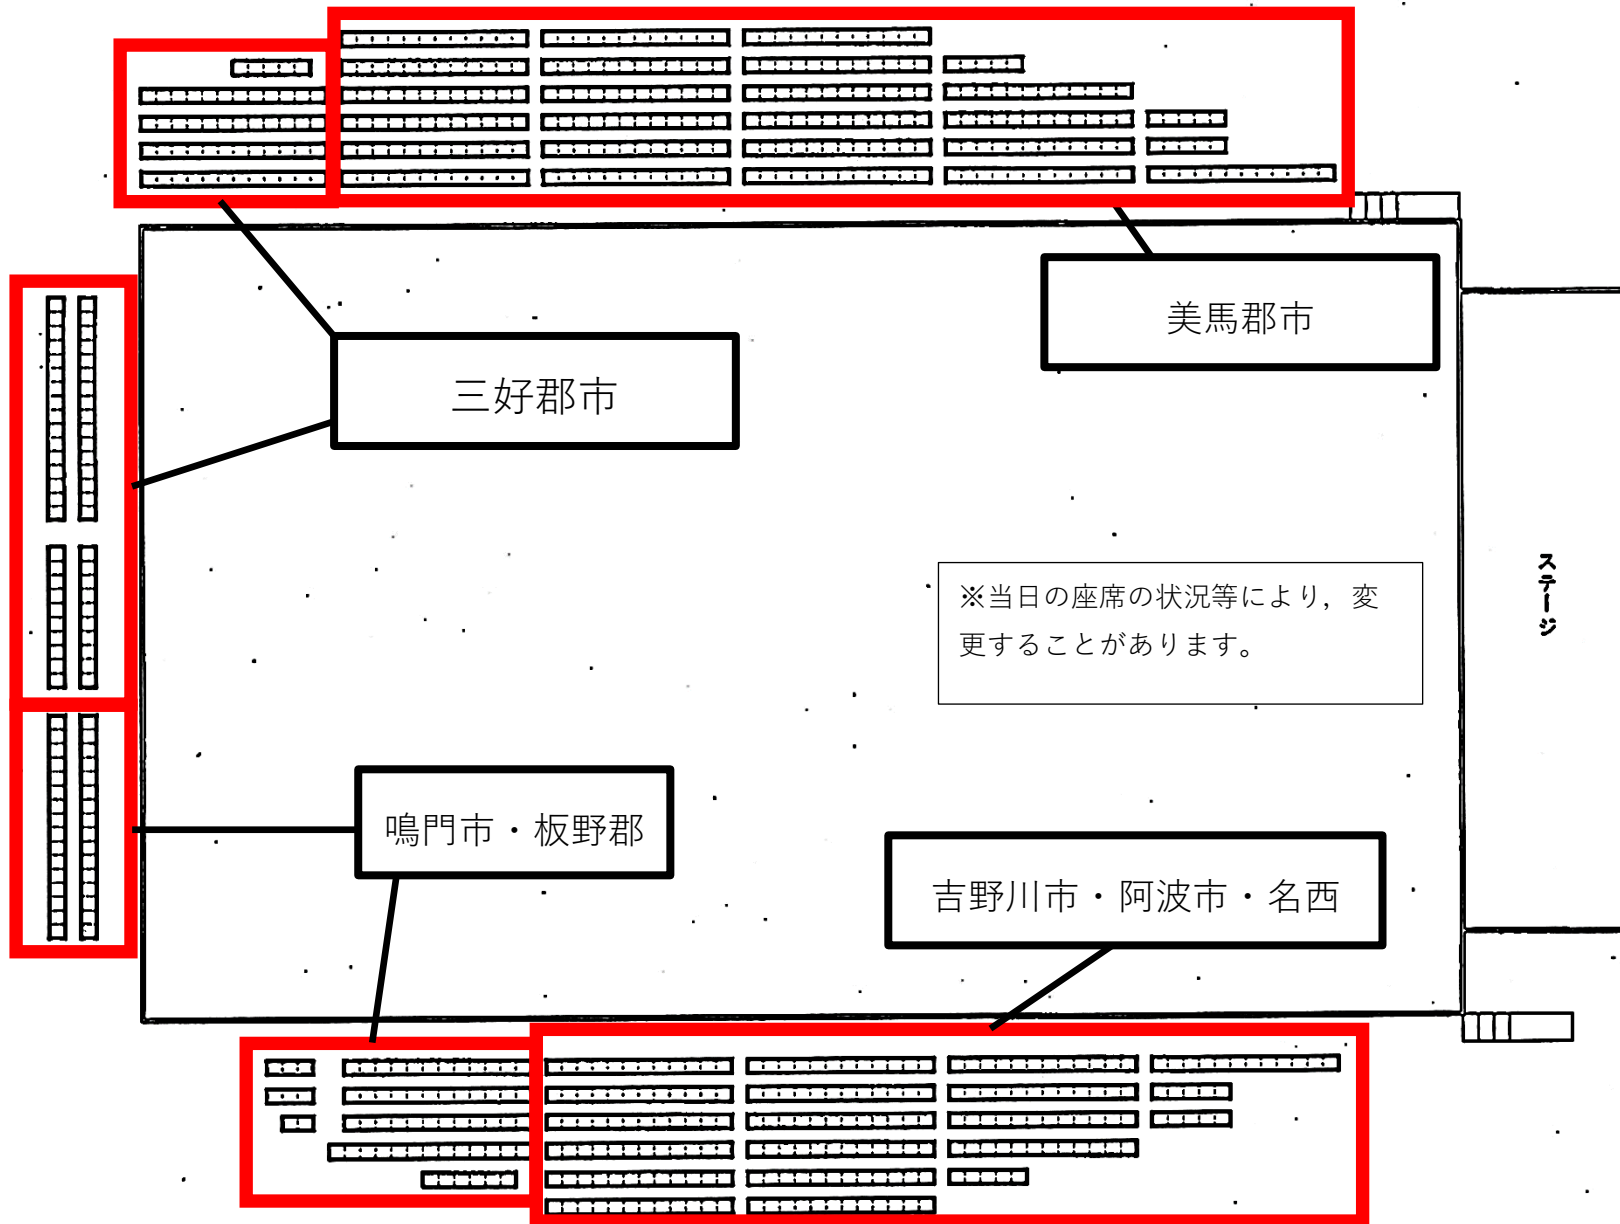 美馬郡市
三好郡市
※当日の座席の状況等により，変
更することがあります。
ステージ
鳴門市・板野郡
吉野川市・阿波市・名西